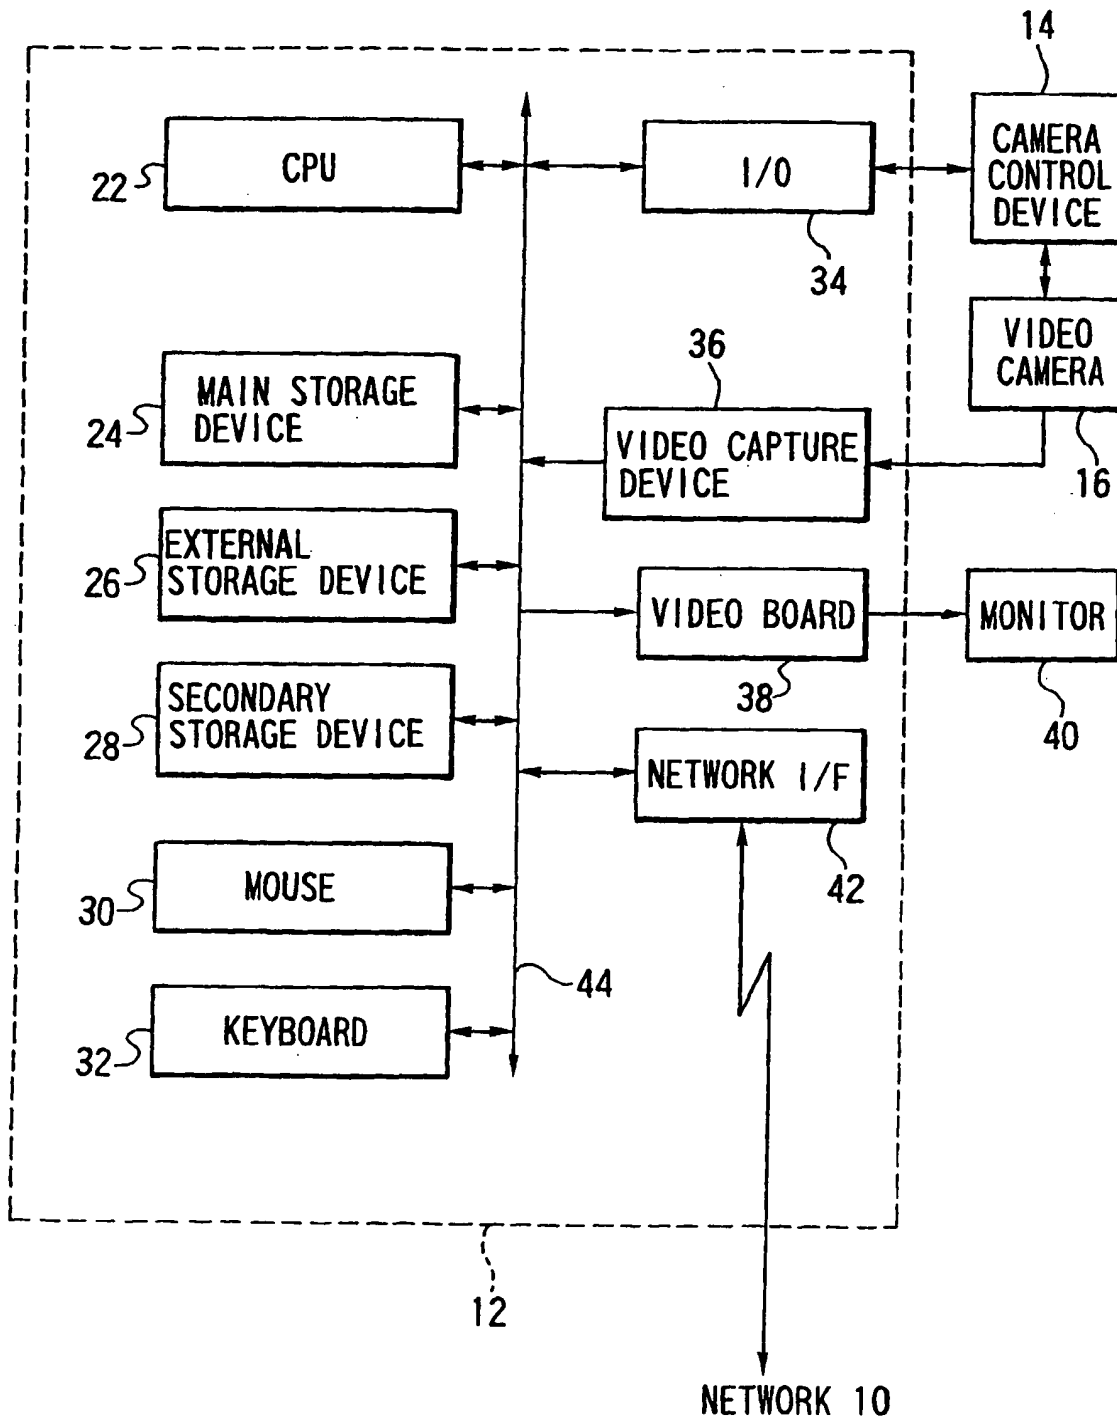 14
CPU
22
I/O
34
CAMERA
CONTROL
DEVICE
VIDEO
CAMERA
16
MAIN STORAGE
DEVICE
24
36
VIDEO CAPTURE
DEVICE
EXTERNAL
STORAGE DEVICE
26
VIDEO BOARD
38
MONITOR
40
SECONDARY
STORAGE DEVICE
28
NETWORK I/F
42
MOUSE
30
44
KEYBOARD
32
12
NETWORK 10